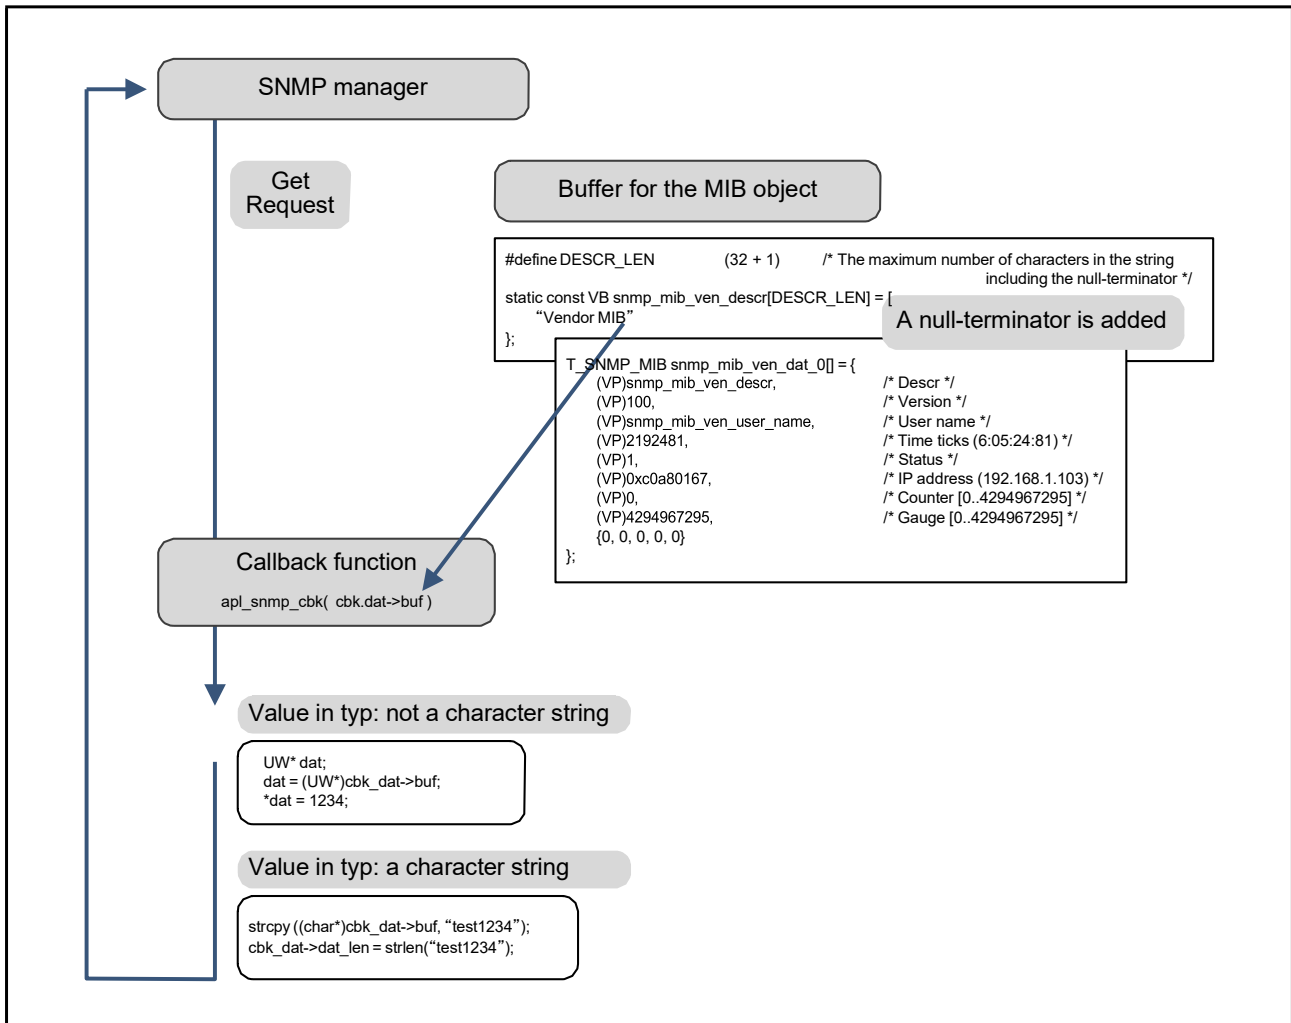 SNMP manager
Get
Request
Buffer for the MIB object
#define DESCR_LEN (32 + 1) /* The maximum number of characters in the string
including the null-terminator */
static const VB snmp_mib_ven_descr[DESCR_LEN] = [
“Vendor MIB”
};
A null-terminator is added
T_SNMP_MIB snmp_mib_ven_dat_0[] = {
(VP)snmp_mib_ven_descr, /* Descr */
(VP)100, /* Version */
(VP)snmp_mib_ven_user_name, /* User name */
(VP)2192481, /* Time ticks (6:05:24:81) */
(VP)1, /* Status */
(VP)0xc0a80167, /* IP address (192.168.1.103) */
(VP)0, /* Counter [0..4294967295] */
(VP)4294967295, /* Gauge [0..4294967295] */
{0, 0, 0, 0, 0}
};
Callback function
apl_snmp_cbk( cbk.dat->buf )
Value in typ: not a character string
UW* dat;
dat = (UW*)cbk_dat->buf;
*dat = 1234;
Value in typ: a character string
strcpy ((char*)cbk_dat->buf, “test1234”);
cbk_dat->dat_len = strlen(“test1234”);